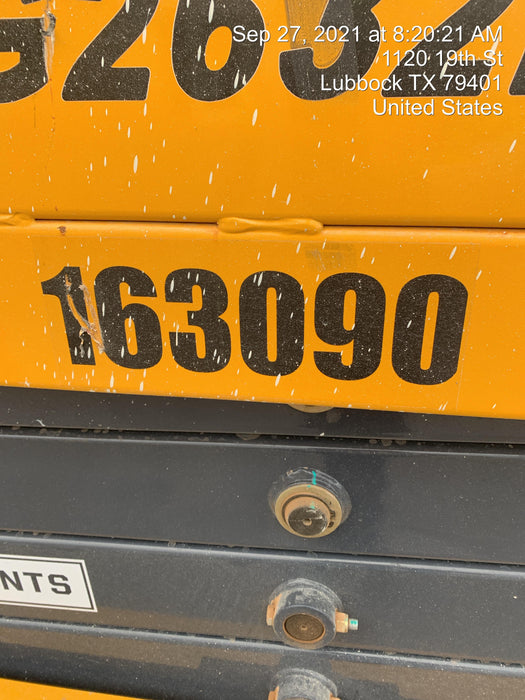 Sep 27, 2021 at 8:20:21 AM
1120 19th St
Lubbock TX 79401
United States
163090
NTS